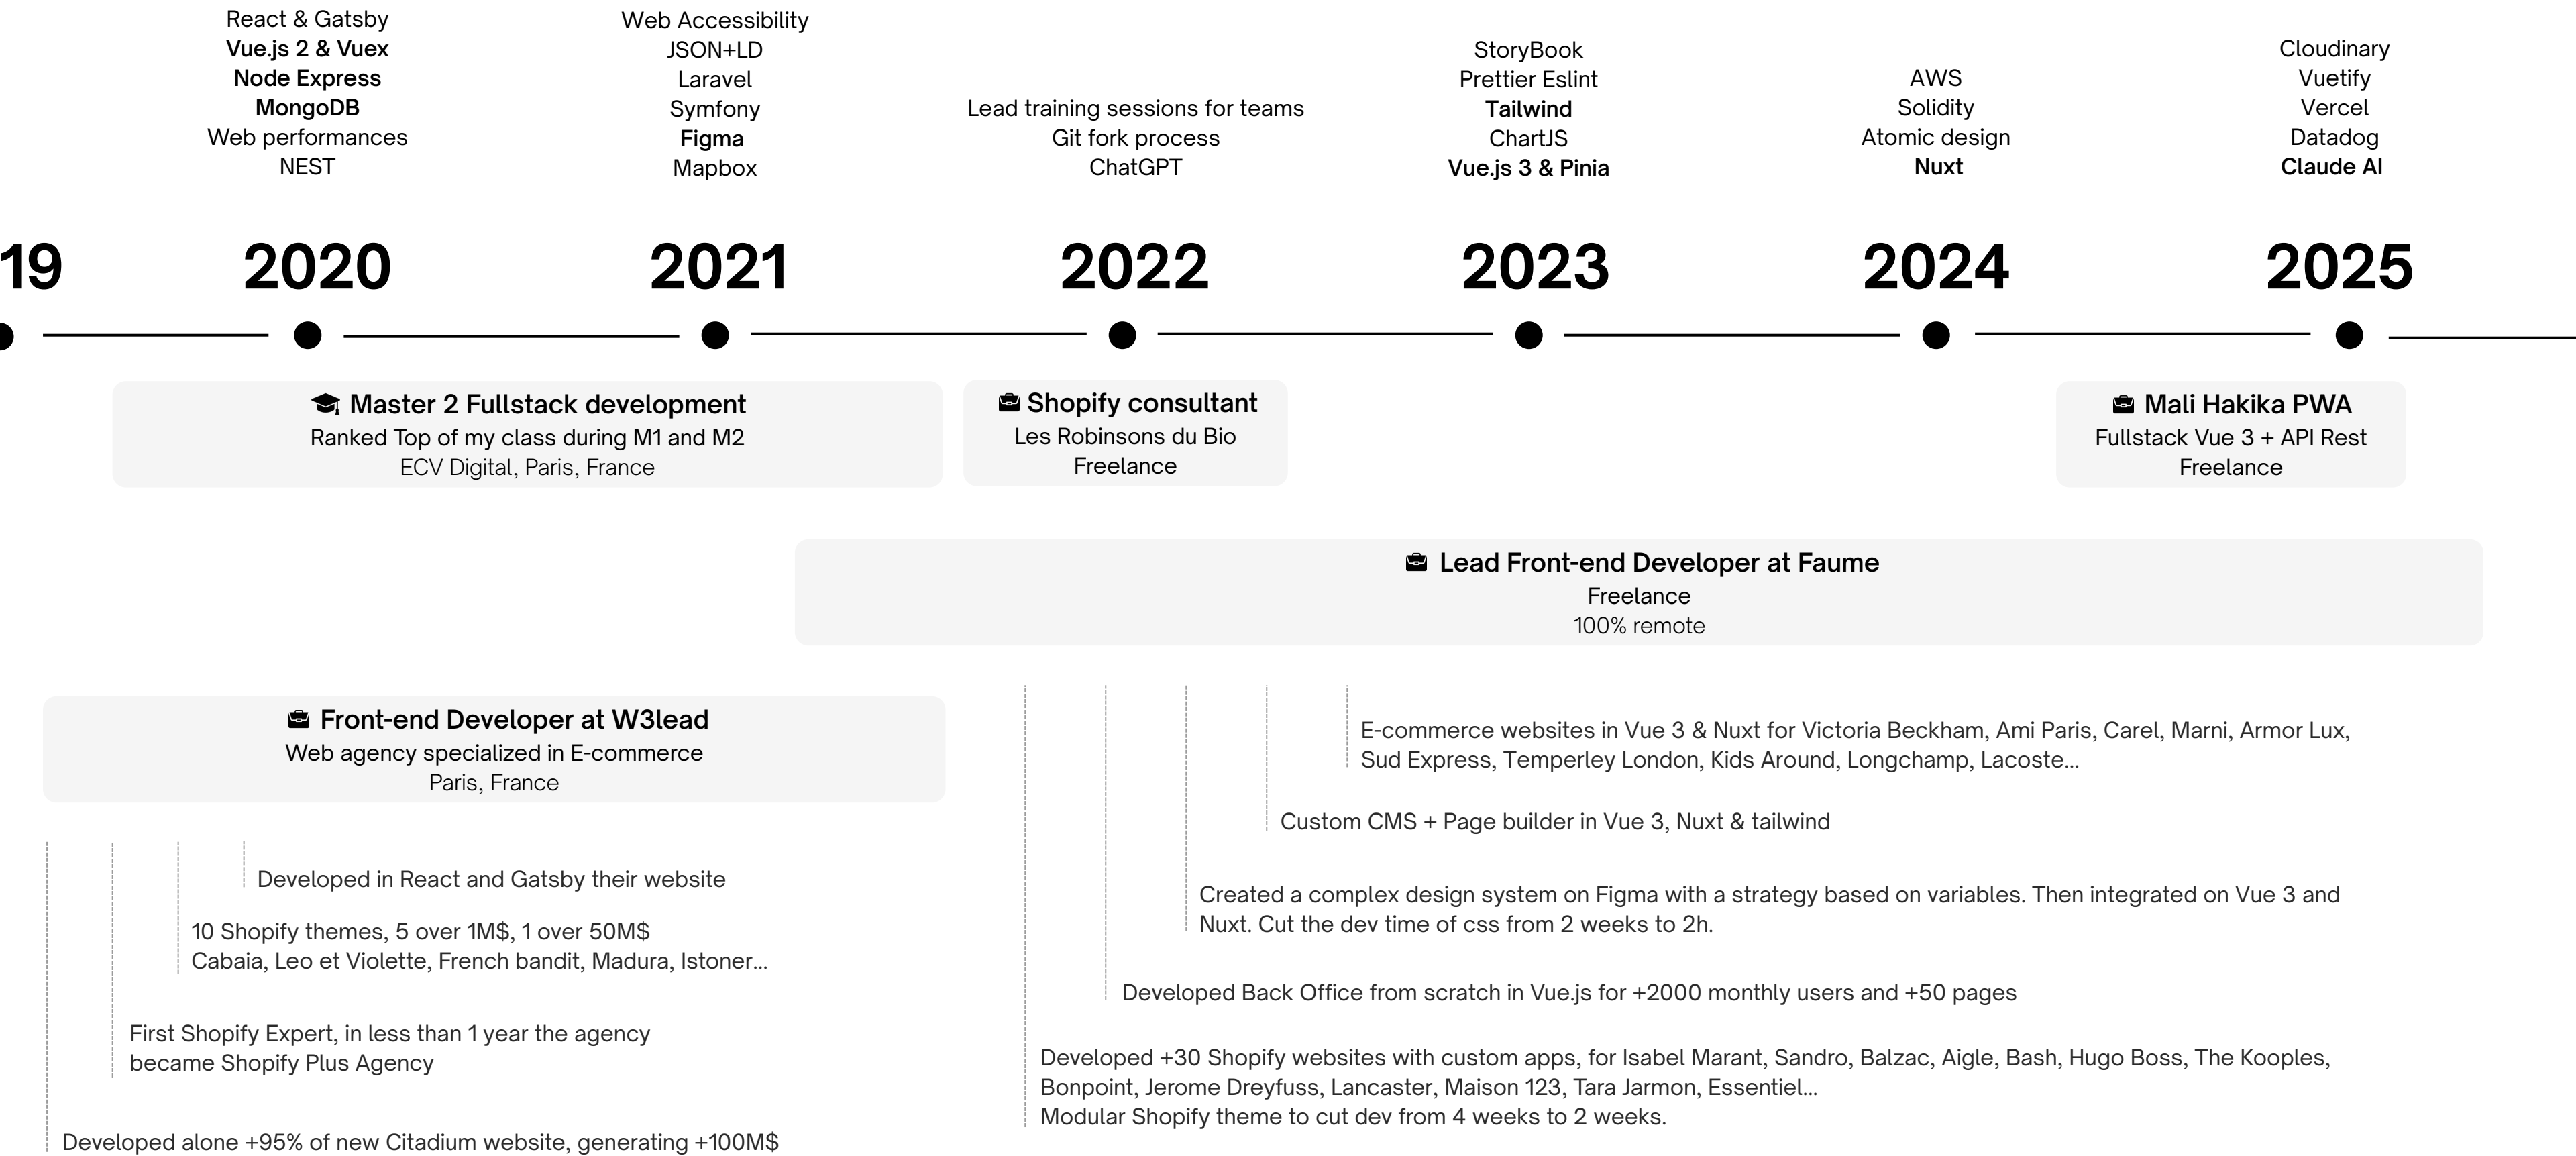 React & Gatsby
Vue.js 2 & Vuex
Node Express
MongoDB
Web performances
NEST
Web Accessibility
JSON+LD
Laravel
Symfony
Figma
Mapbox
Lead training sessions for teams
Git fork process
ChatGPT
StoryBook
Prettier Eslint
Tailwind
ChartJS
Vue.js 3 & Pinia
AWS
Solidity
Atomic design
Nuxt
Cloudinary
Vuetify
Vercel
Datadog
Claude AI
19
2020
2021
2022
2023
2024
2025
Master 2 Fullstack development
Ranked Top of my class during M1 and M2
ECV Digital, Paris, France
Shopify consultant
Les Robinsons du Bio
Freelance
Mali Hakika PWA
Fullstack Vue 3 + API Rest
Freelance
Lead Front-end Developer at Faume
Freelance
100% remote
Front-end Developer at W3lead
Web agency specialized in E-commerce
Paris, France
Developed in React and Gatsby their website
10 Shopify themes, 5 over 1M$, 1 over 50M$
Cabaia, Leo et Violette, French bandit, Madura, Istoner...
First Shopify Expert, in less than 1 year the agency
became Shopify Plus Agency
Developed alone +95% of new Citadium website, generating +100M$
E-commerce websites in Vue 3 & Nuxt for Victoria Beckham, Ami Paris, Carel, Marni, Armor Lux,
Sud Express, Temperley London, Kids Around, Longchamp, Lacoste...
Custom CMS + Page builder in Vue 3, Nuxt & tailwind
Created a complex design system on Figma with a strategy based on variables. Then integrated on Vue 3 and
Nuxt. Cut the dev time of css from 2 weeks to 2h.
Developed Back Office from scratch in Vue.js for +2000 monthly users and +50 pages
Developed +30 Shopify websites with custom apps, for Isabel Marant, Sandro, Balzac, Aigle, Bash, Hugo Boss, The Kooples,
Bonpoint, Jerome Dreyfuss, Lancaster, Maison 123, Tara Jarmon, Essentiel...
Modular Shopify theme to cut dev from 4 weeks to 2 weeks.